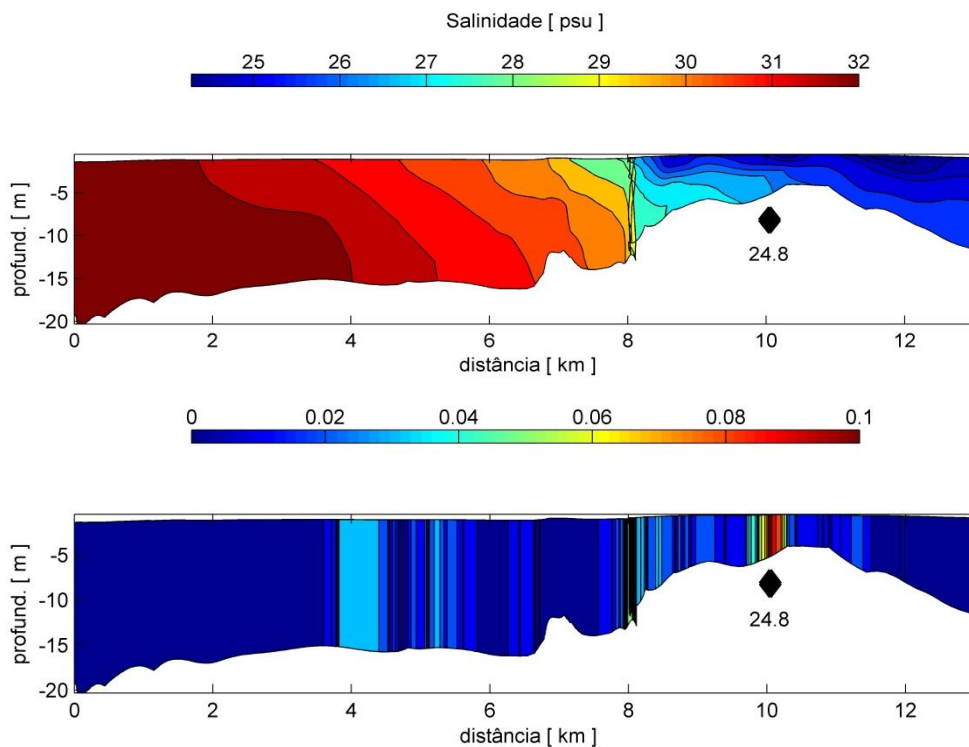 Salinidade [ psu ]
25 26 27 28 29 30 31 32
profund. [ m ]
-5
-10
-15
-20
24.8
0 2 4 6 8 10 12
distância [ km ]
0 0.02 0.04 0.06 0.08 0.1
profund. [ m ]
-5
-10
-15
-20
24.8
0 2 4 6 8 10 12
distância [ km ]